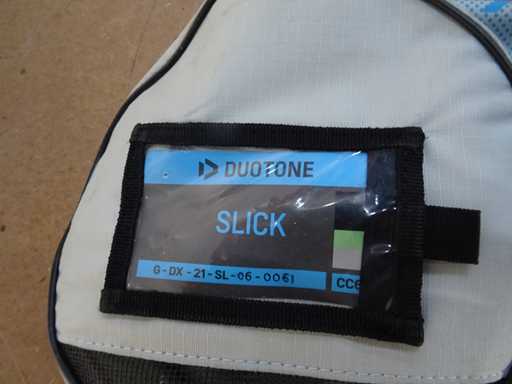 DUOTONE
SLICK
G-DX-21-SL-06-0061
CC6